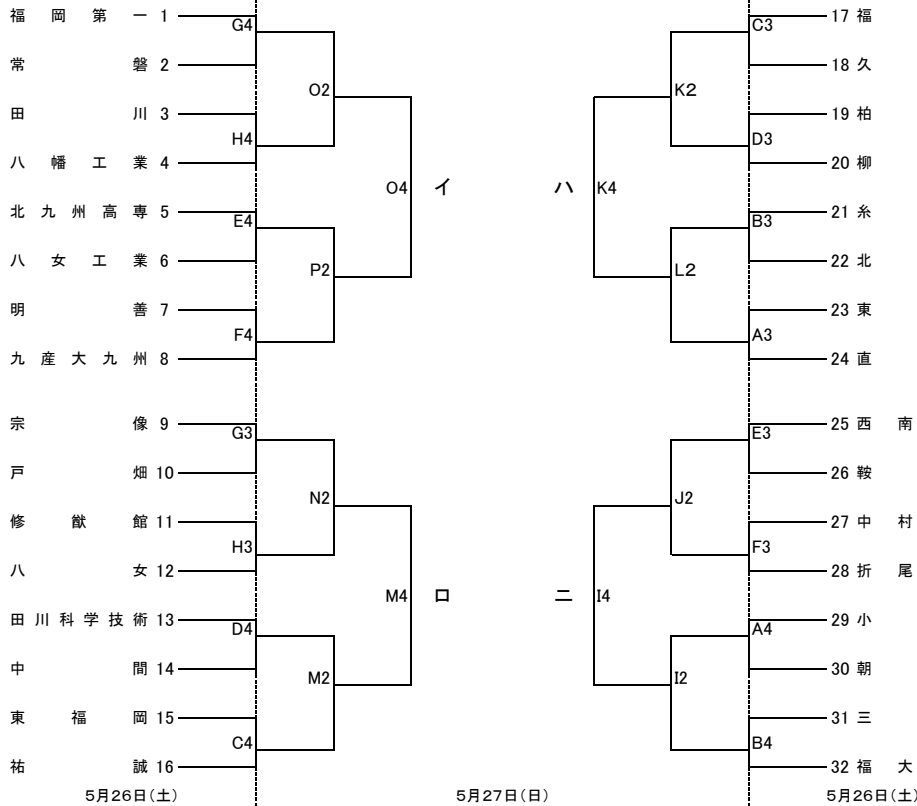 福岡第一 1
G4
常磐 2
O2
田川 3
H4
八幡工業 4
O4 イ
北九州高専 5
E4
八女工業 6
P2
明善 7
F4
九産大九州 8
宗像 9
G3
戸畑 10
N2
修猷館 11
H3
八女 12
M4 ロ
田川科学技術 13
D4
中間 14
M2
東福岡 15
C4
祐誠 16
5月26日(土)
17 福
C3
18 久
K2
19 柏
D3
20 柳
ハ K4
21 糸
B3
22 北
L2
23 東
A3
24 直
25 西南
E3
26 鞍
J2
27 中村
F3
28 折尾
ニ I4
29 小
A4
30 朝
I2
31 三
B4
32 福大
5月27日(日)
5月26日(土)